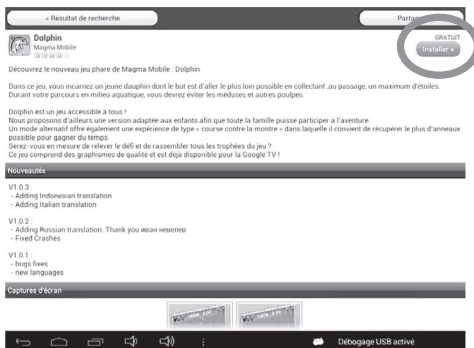 « Résultat de recherche
Partag
Dolphin
Magma Mobile
GRATUIT
Installer »
Découvrez le nouveau jeu phare de Magma Mobile : Dolphin
Dans ce jeu, vous incarnez un jeune dauphin dont le but est d'aller le plus loin possible en collectant ,au passage, un maximum d'étoiles.
Durant votre parcours en milieu aquatique, vous devrez éviter les méduses et autres poulpes.
Dolphin est un jeu accessible à tous !
Nous proposons d'ailleurs une version adaptée aux enfants afin que toute la famille puisse participer à l'aventure.
Un mode alternatif offre également une expérience de type « course contre la montre » dans laquelle il convient de récupérer le plus d'anneaux
possible pour gagner du temps.
Serez-vous en mesure de relever le défi et de rassembler tous les trophées du jeu ?
Ce jeu comprend des graphismes de qualité et est déjà disponible pour la Google TV !
Nouveautés
V1.0.3:
- Adding Indonesian translation
- Adding Italian translation
V1.0.2 :
- Adding Russian translation. Thank you иван неверев
- Fixed Crashes
V1.0.1 :
- bugs fixes
- new languages
Captures d'écran
Débogage USB activé